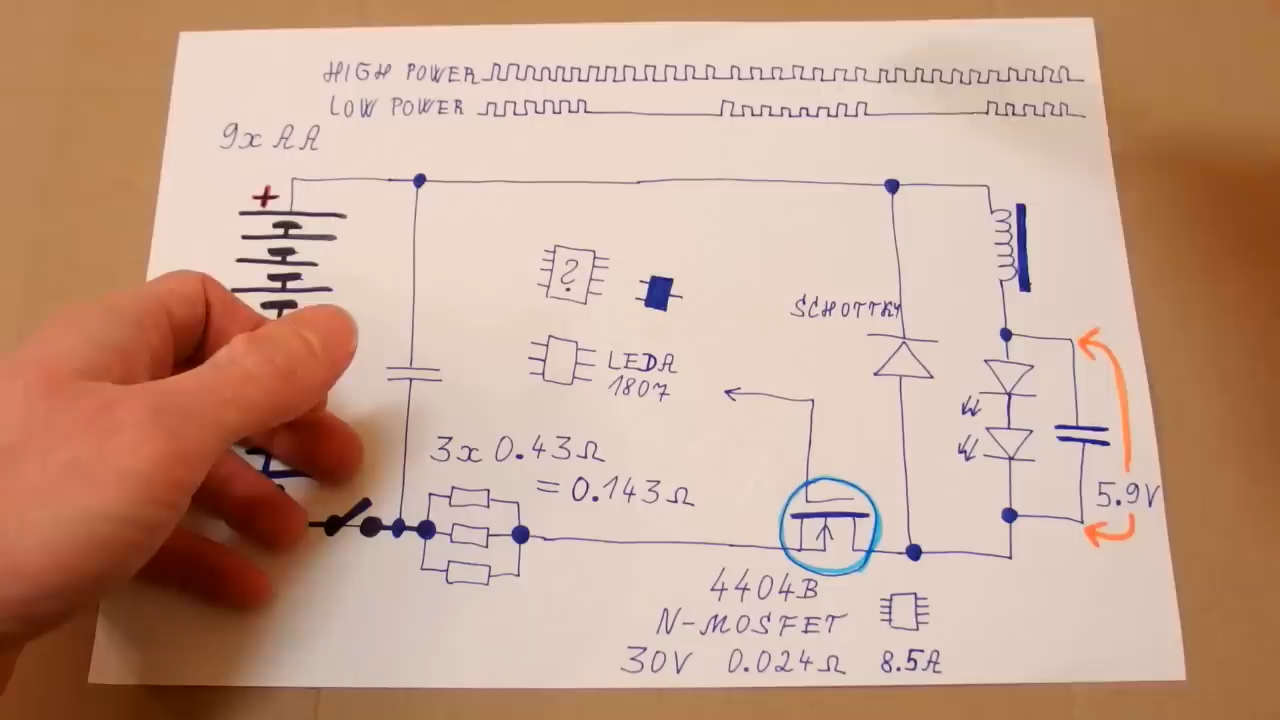 HIGH POWER
LOW POWER
9x AA
+
?
SCHOTTKY
LEDA
1807
3x 0.43Ω
= 0.143Ω
5.9V
4404B
N-MOSFET
30V 0.024Ω 8.5A